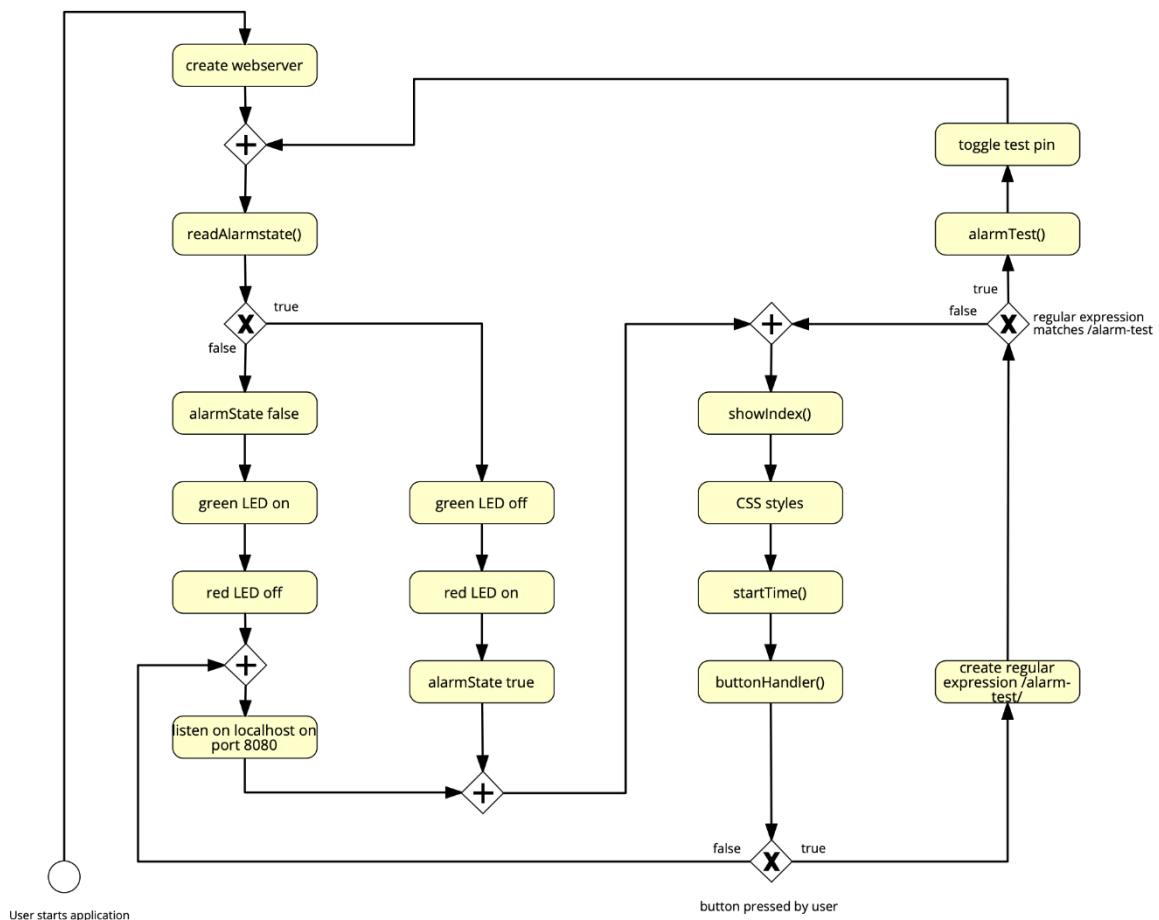 create webserver
toggle test pin
readAlarmstate()
alarmTest()
true
true
false
regular expression
matches /alarm-test
false
alarmState false
showIndex()
green LED on
green LED off
CSS styles
red LED off
red LED on
startTime()
alarmState true
buttonHandler()
create regular
expression /alarm-
test/
listen on localhost on
port 8080
false
true
button pressed by user
User starts application